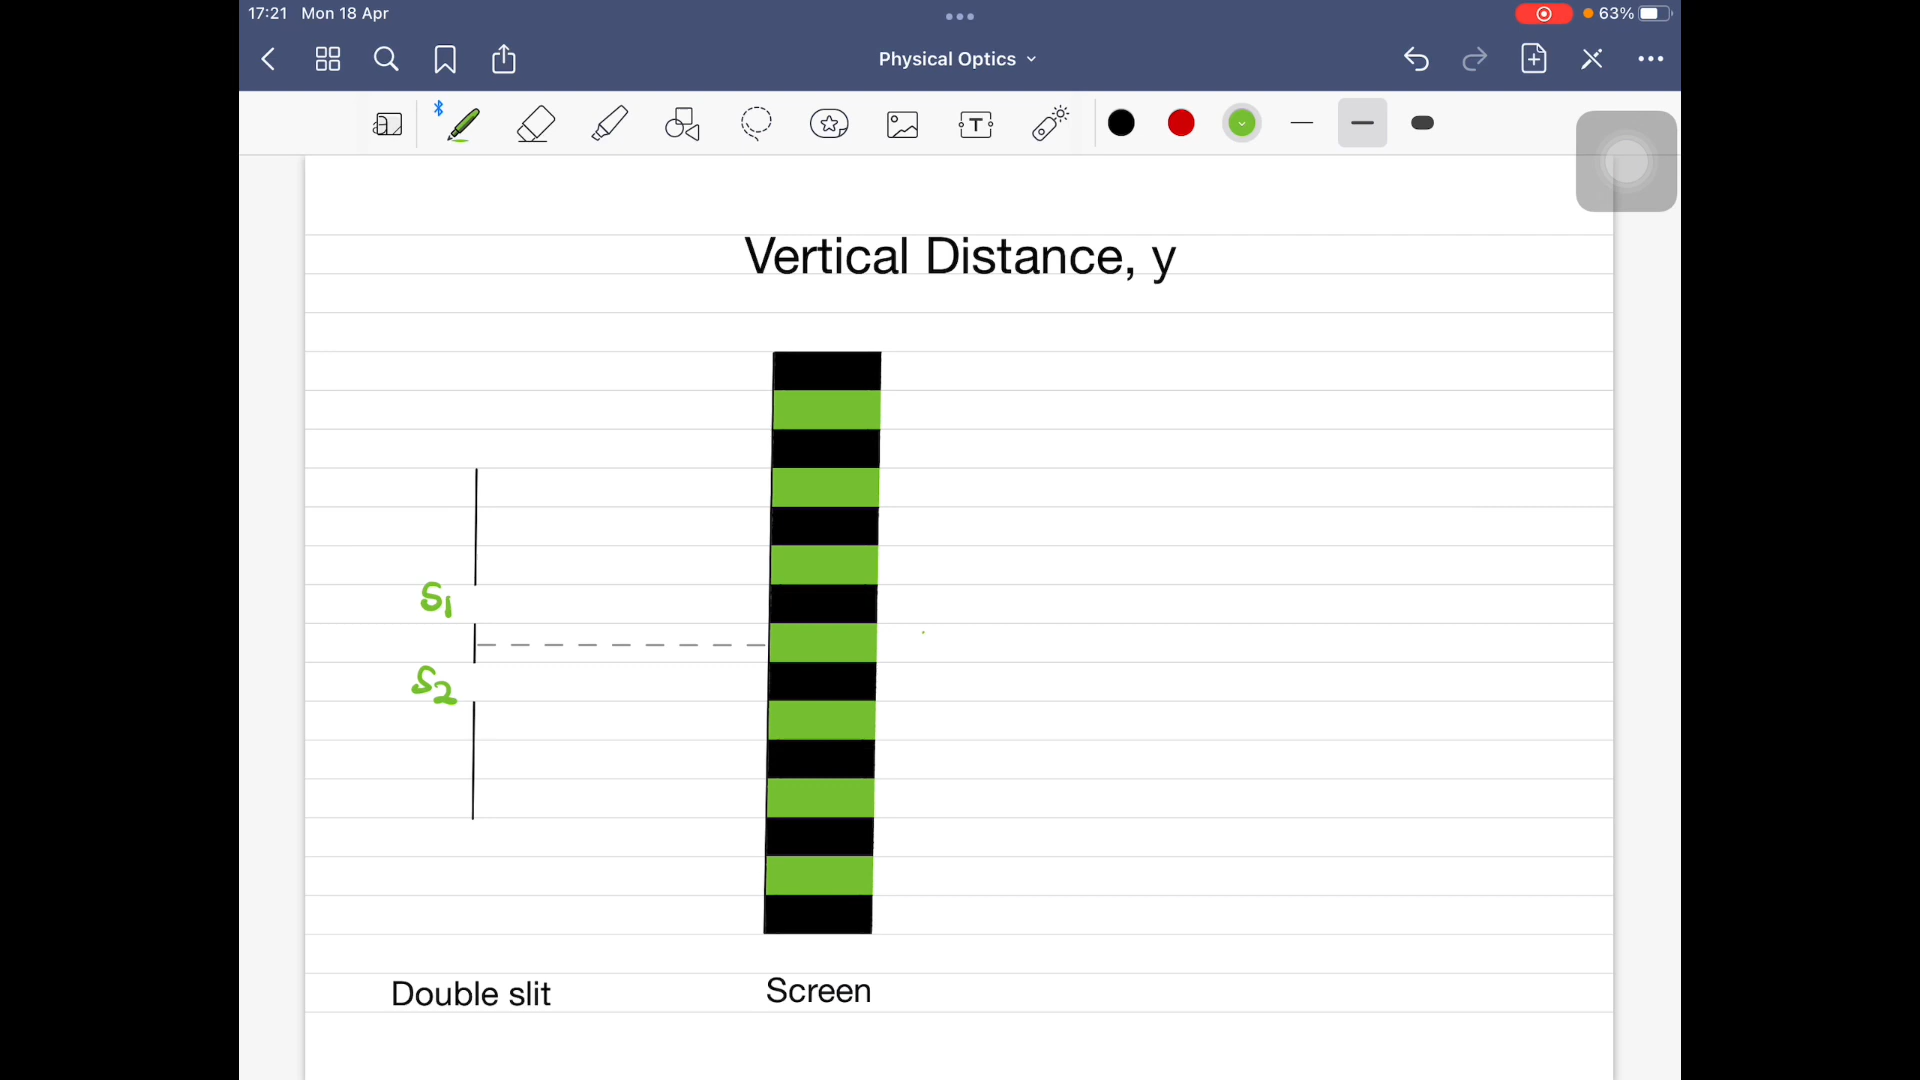 17:21 Mon 18 Apr
63%
Physical Optics
a
T
Vertical Distance, y
S1
S2
Double slit
Screen